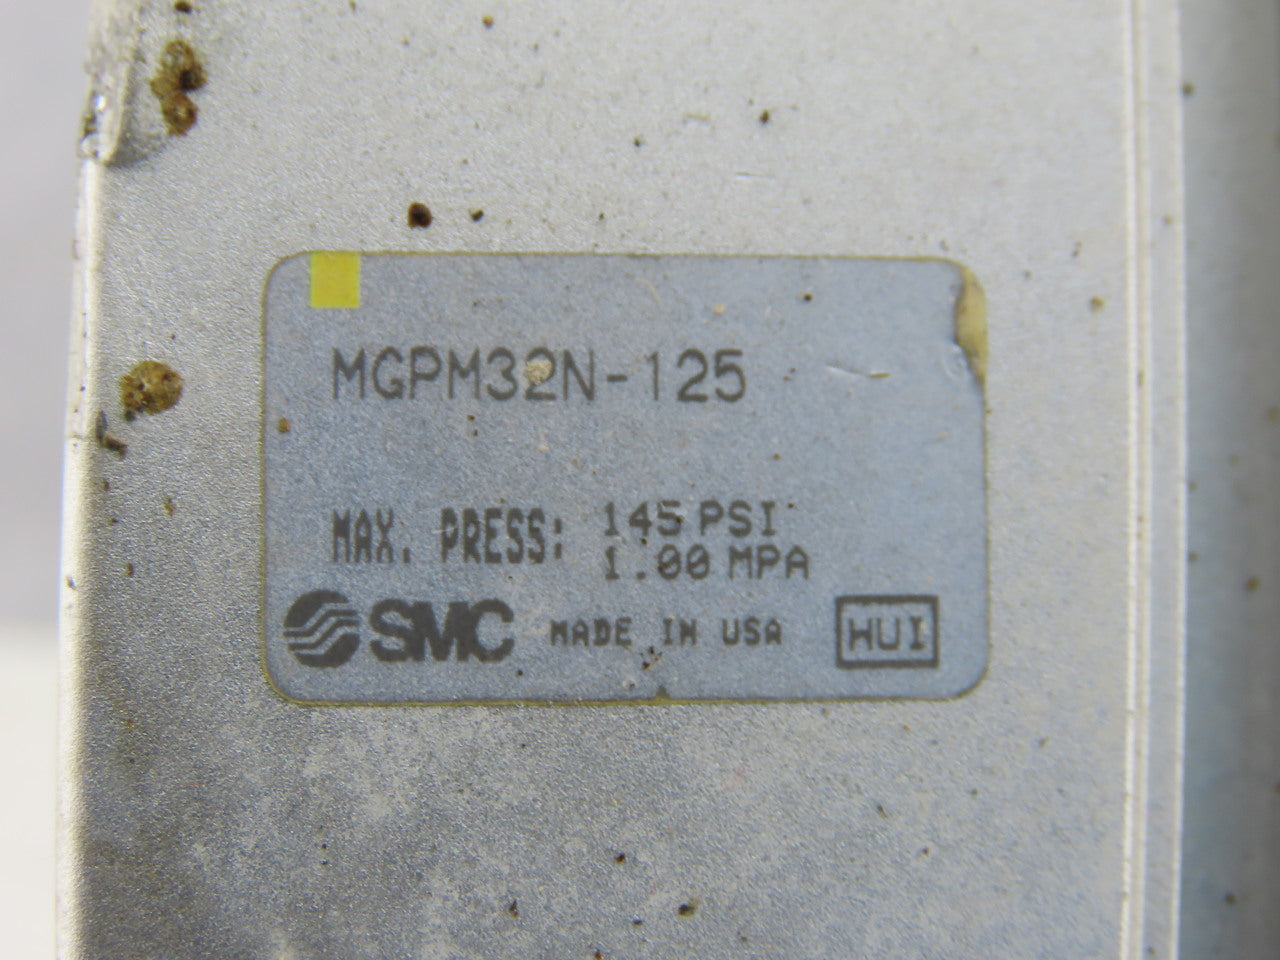 MGPM32N-125
MAX. PRESS: 145 PSI
1.00 MPA
SMC MADE IN USA HUI